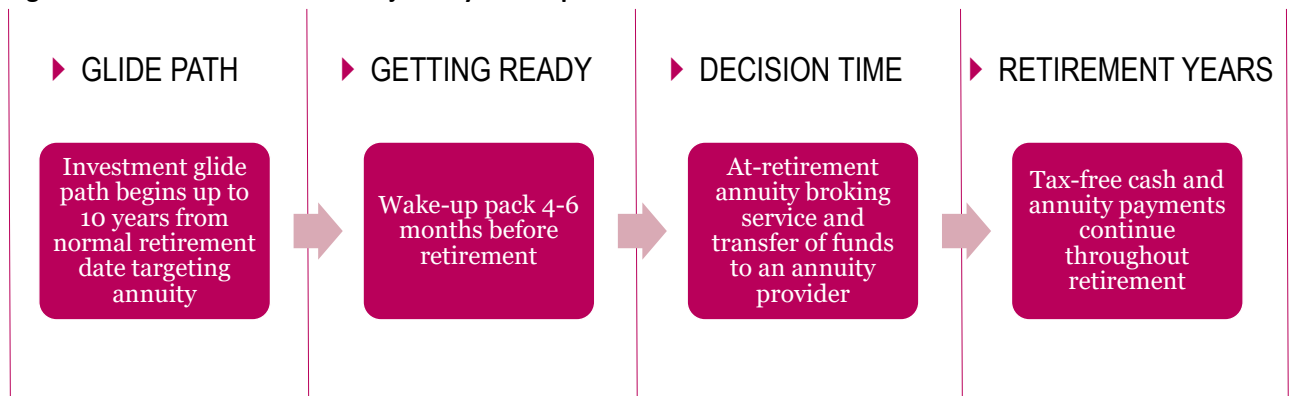 GLIDE PATH
Investment glide
path begins up to
10 years from
normal retirement
date targeting
annuity
GETTING READY
Wake-up pack 4-6
months before
retirement
DECISION TIME
At-retirement
annuity broking
service and
transfer of funds
to an annuity
provider
RETIREMENT YEARS
Tax-free cash and
annuity payments
continue
throughout
retirement